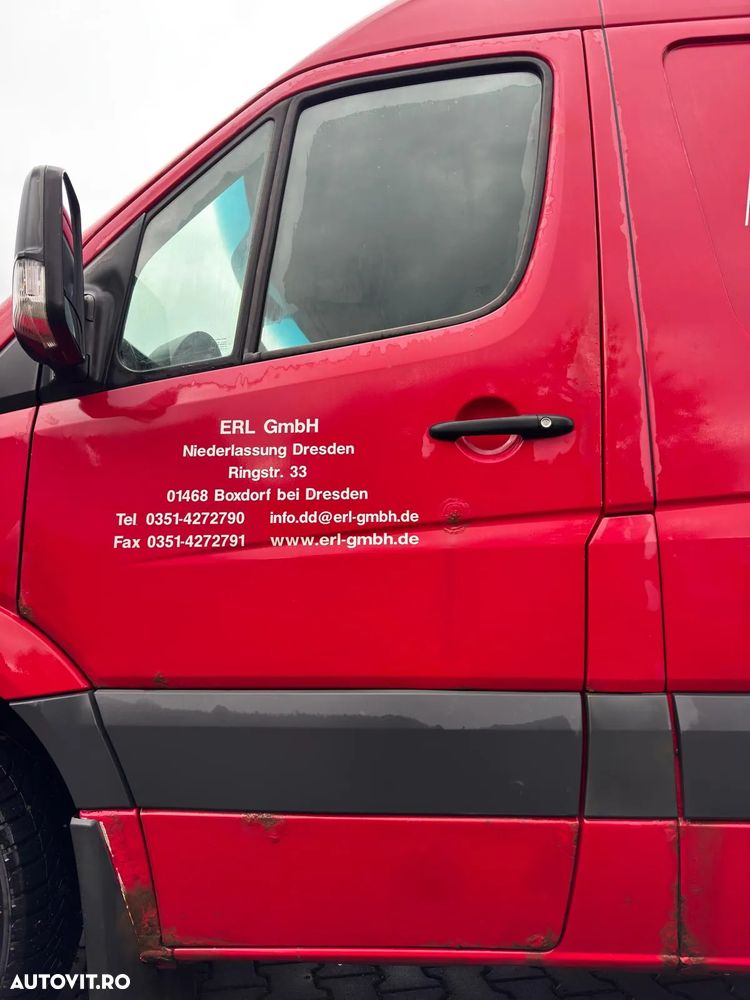 ERL GmbH
Niederlassung Dresden
Ringstr. 33
01468 Boxdorf bei Dresden
Tel 0351-4272790 info.dd@erl-gmbh.de
Fax 0351-4272791 www.erl-gmbh.de
AUTOVIT.RO